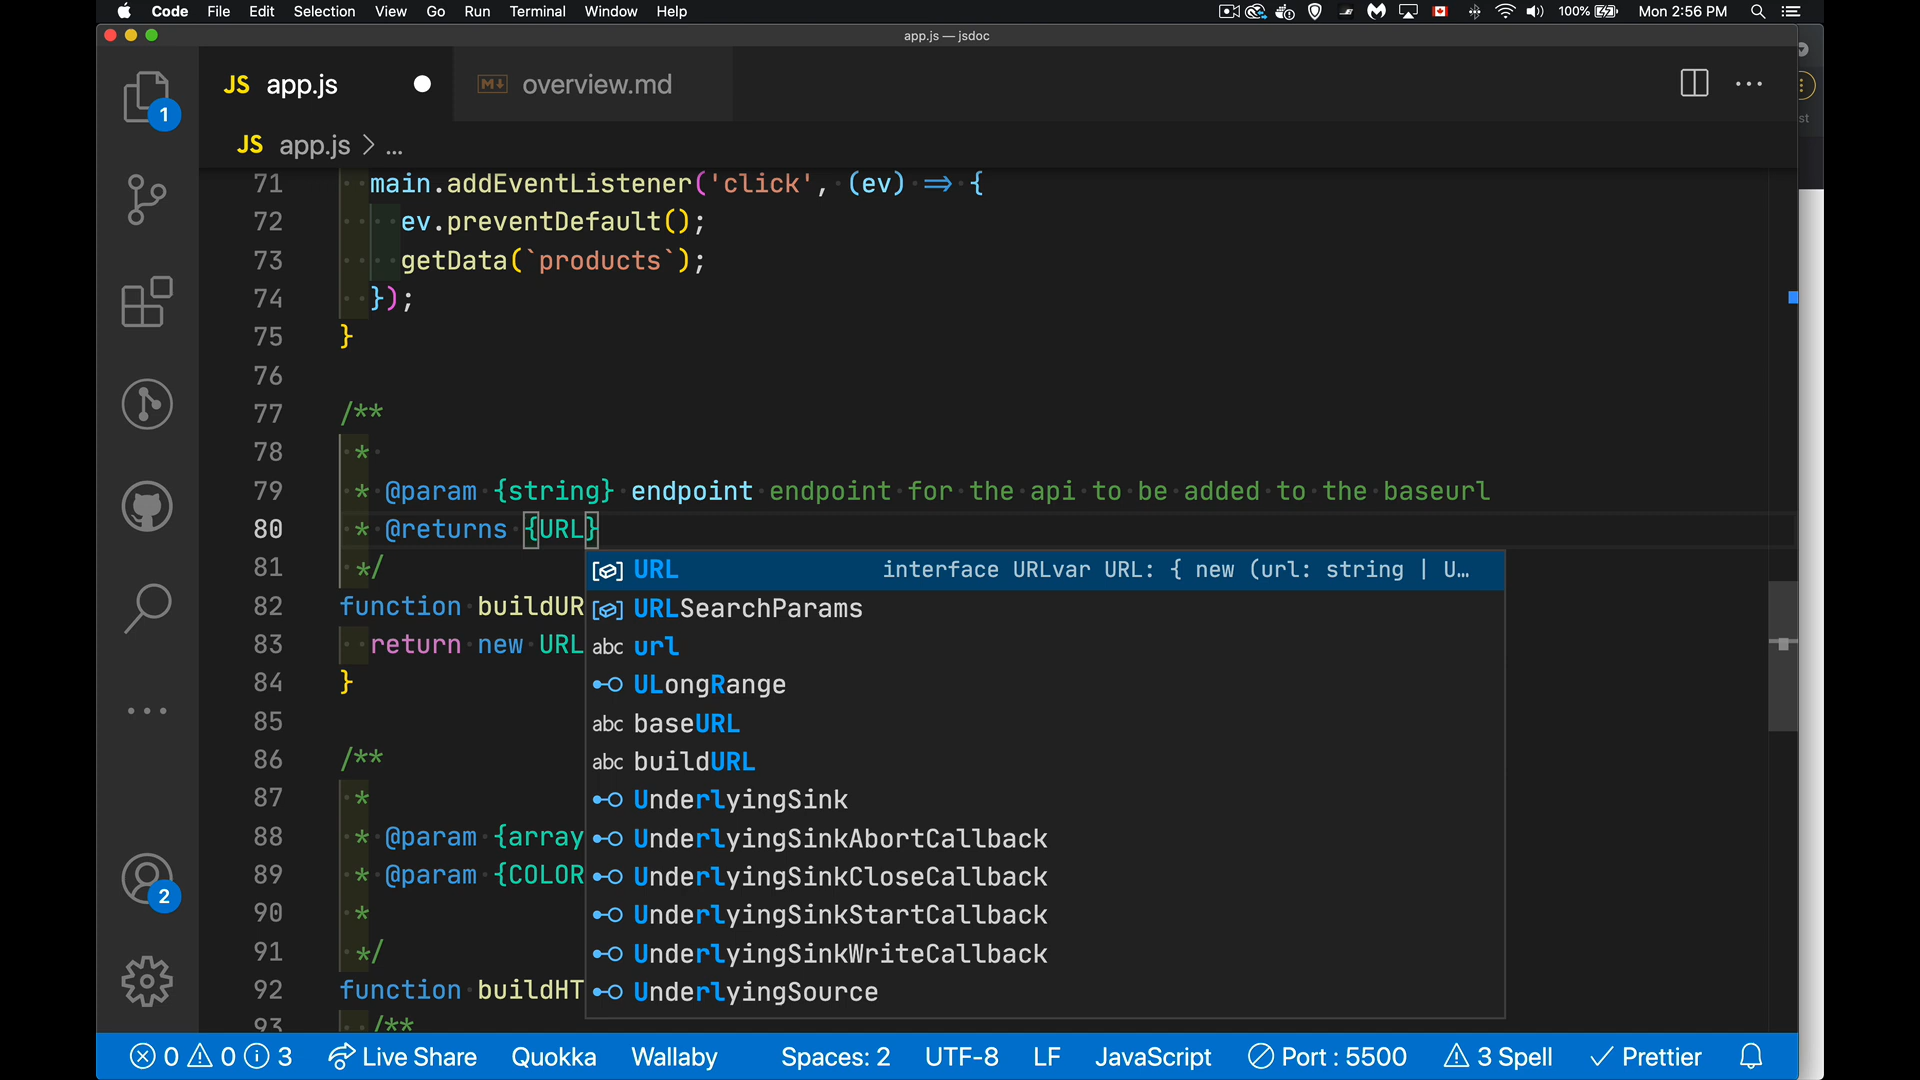 Code File Edit Selection View Go Run Terminal Window Help 100% Mon 2:56 PM
app.js — jsdoc
JS app.js overview.md
JS app.js > ...
71 main.addEventListener('click', (ev) => {
72 ev.preventDefault();
73 getData(`products`);
74 });
75 }
76
77 /**
78 *
79 * @param {string} endpoint endpoint for the api to be added to the baseurl
80 * @returns {URL}
81 */
82 function buildUR
83 return new URL
84 }
85
86 /**
87 *
88 * @param {array
89 * @param {COLOR
90 *
91 */
92 function buildHT
93 /**
URL interface URLvar URL: { new (url: string | U...
URLSearchParams
abc url
ULongRange
abc baseURL
abc buildURL
UnderlyingSink
UnderlyingSinkAbortCallback
UnderlyingSinkCloseCallback
UnderlyingSinkStartCallback
UnderlyingSinkWriteCallback
UnderlyingSource
1
2
st
0 0 3 Live Share Quokka Wallaby Spaces: 2 UTF-8 LF JavaScript Port : 5500 3 Spell Prettier